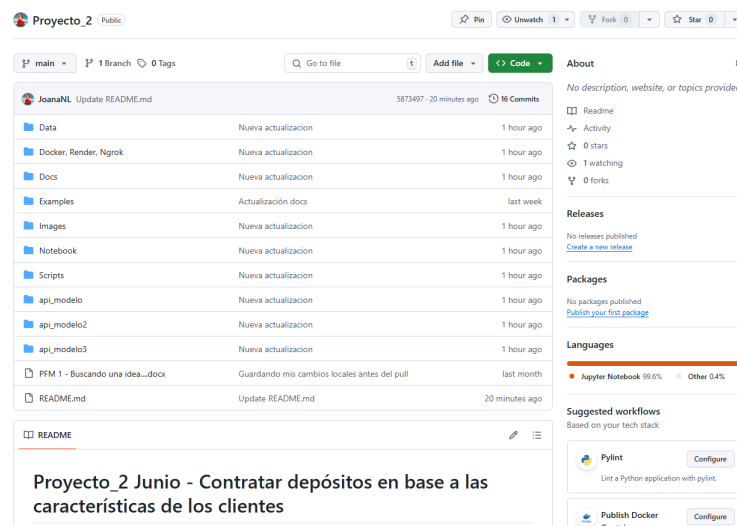 Proyecto_2 Public
Pin
Unwatch 1
Fork 0
Star 0
main
1 Branch
0 Tags
Go to file
t
Add file
Code
JoanaNL Update README.md
5873497 · 20 minutes ago
16 Commits
Data Nueva actualizacion 1 hour ago
Docker, Render, Ngrok Nueva actualizacion 1 hour ago
Docs Nueva actualizacion 1 hour ago
Examples Actualización docs last week
Images Nueva actualizacion 1 hour ago
Notebook Nueva actualizacion 1 hour ago
Scripts Nueva actualizacion 1 hour ago
api_modelo Nueva actualizacion 1 hour ago
api_modelo2 Nueva actualizacion 1 hour ago
api_modelo3 Nueva actualizacion 1 hour ago
PFM 1 - Buscando una idea....docx Guardando mis cambios locales antes del pull last month
README.md Update README.md 20 minutes ago
README
Proyecto_2 Junio - Contratar depósitos en base a las
características de los clientes
About
No description, website, or topics provide
Readme
Activity
0 stars
1 watching
0 forks
Releases
No releases published
Create a new release
Packages
No packages published
Publish your first package
Languages
Jupyter Notebook 99.6% Other 0.4%
Suggested workflows
Based on your tech stack
Pylint
Configure
Lint a Python application with pylint.
Publish Docker
Configure